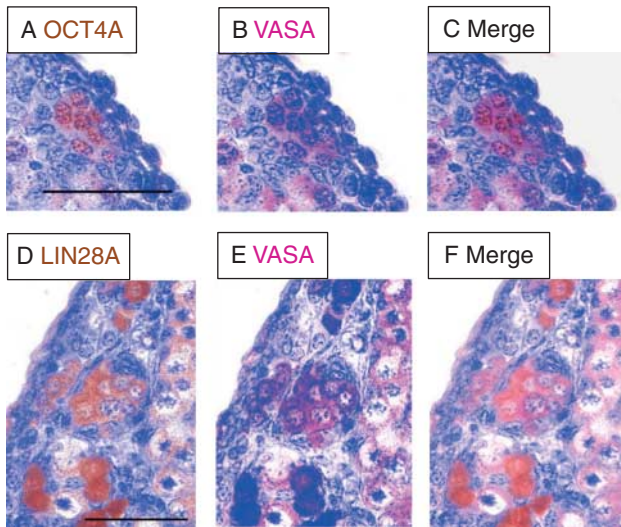 A OCT4A
B VASA
C Merge
D LIN28A
E VASA
F Merge